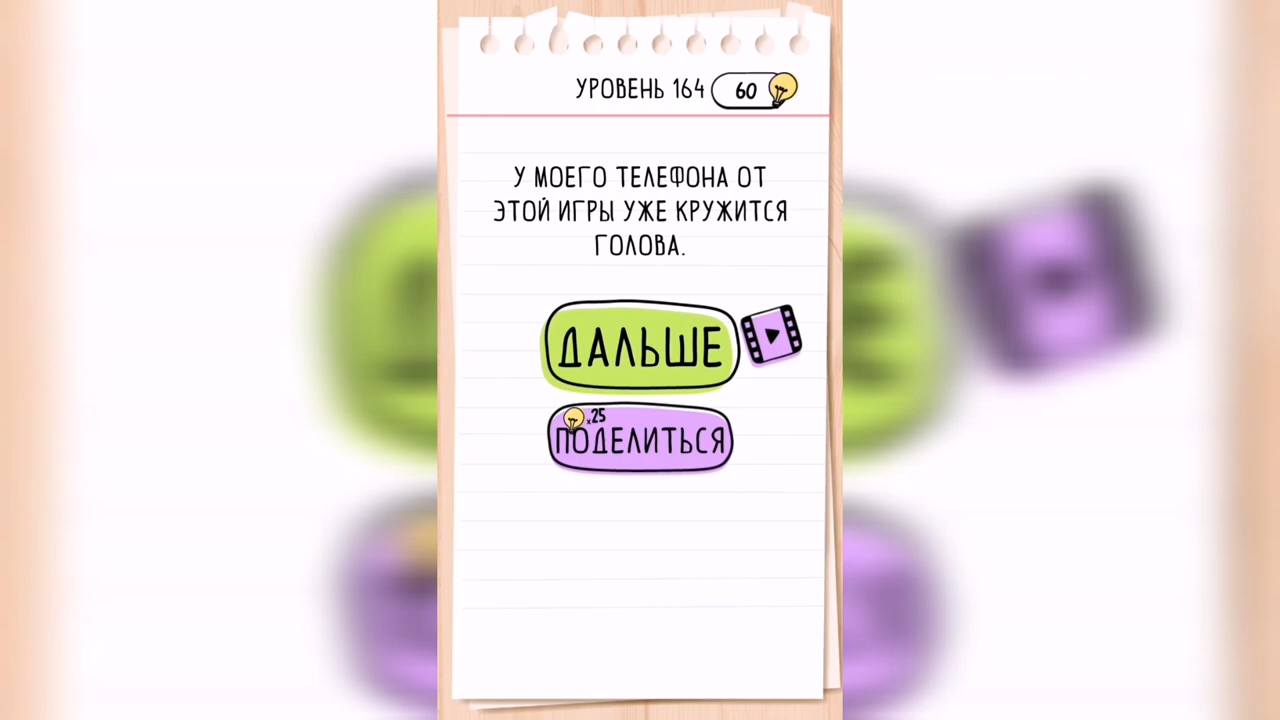 УРОВЕНЬ 164 60
У МОЕГО ТЕЛЕФОНА ОТ
ЭТОЙ ИГРЫ УЖЕ КРУЖИТСЯ
ГОЛОВА.
ДАЛЬШЕ
x25
ПОДЕЛИТЬСЯ